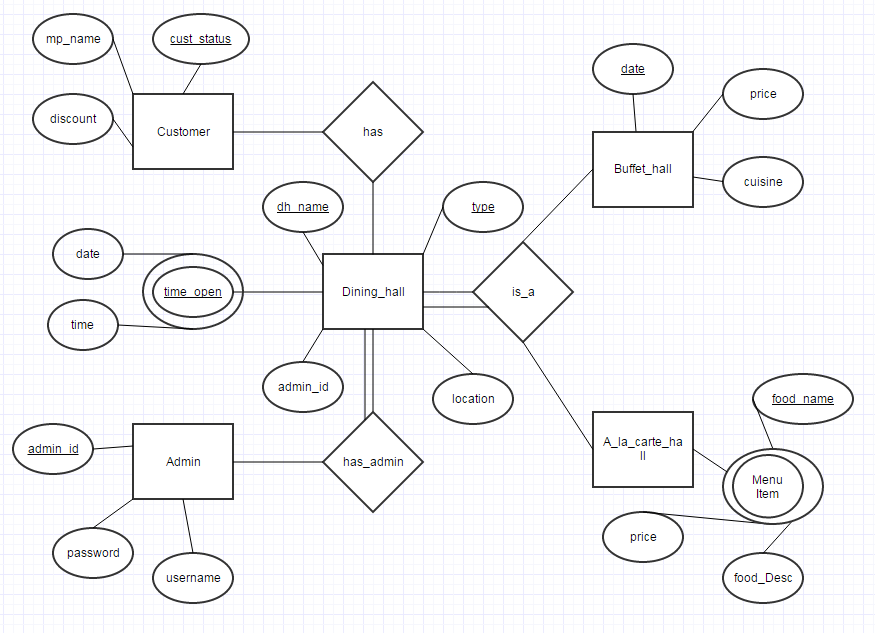 mp_name
cust_status
discount
Customer
has
date
price
Buffet_hall
cuisine
dh_name
type
date
time_open
time
Dining_hall
is_a
admin_id
location
food_name
admin_id
Admin
has_admin
A_la_carte_ha
ll
Menu
Item
price
password
username
food_Desc